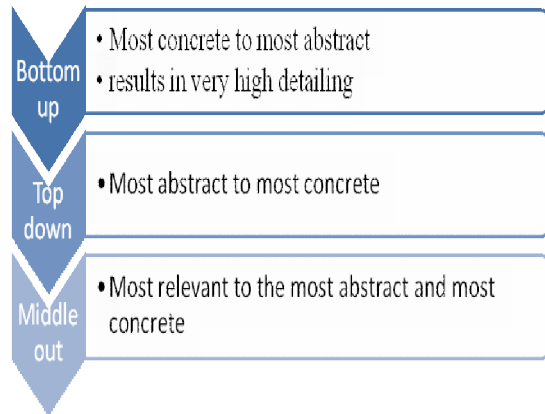 Bottom
up
• Most concrete to most abstract
• results in very high detailing
Top
down
• Most abstract to most concrete
Middle
out
• Most relevant to the most abstract and most
concrete